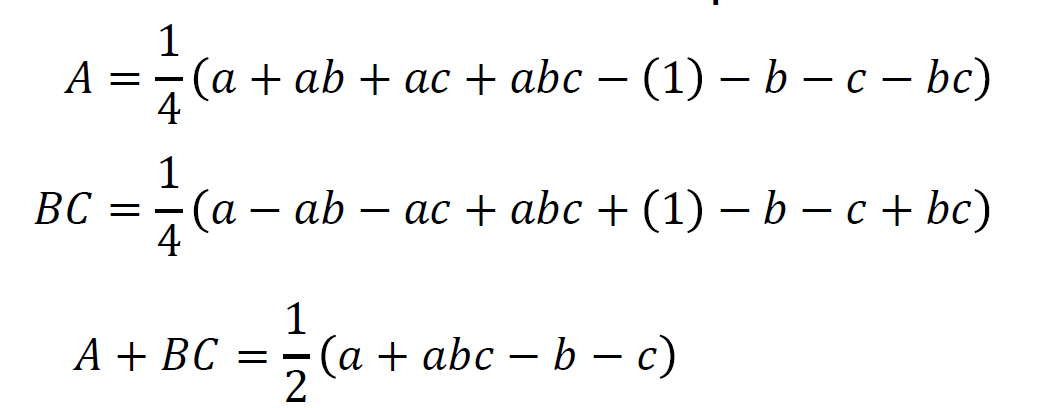 A = 1/4 (a + ab + ac + abc − (1) − b − c − bc)
BC = 1/4 (a − ab − ac + abc + (1) − b − c + bc)
A + BC = 1/2 (a + abc − b − c)